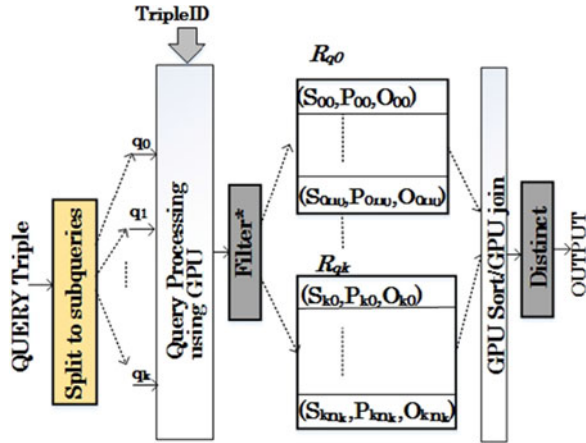 TripleID
QUERY Triple
Split to subqueries
q0
q1
qk
Query Processing
using GPU
Filter*
Rq0
(S00,P00,O00)
(S0n0,P0n0,O0n0)
Rqk
(Sk0,Pk0,Ok0)
(Sknk,Pknk,Oknk)
GPU Sort/GPU join
Distinct
OUTPUT